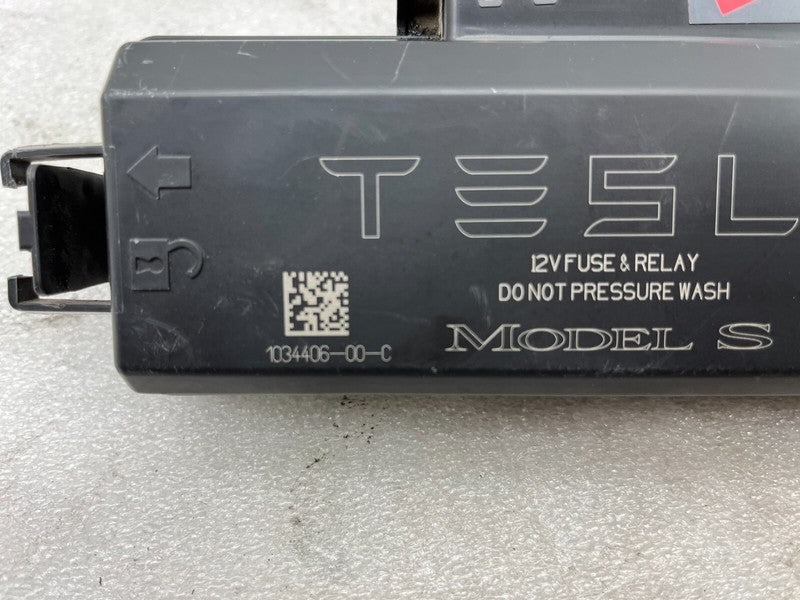 TESL
12V FUSE & RELAY
DO NOT PRESSURE WASH
1034406-00-C
MODEL S